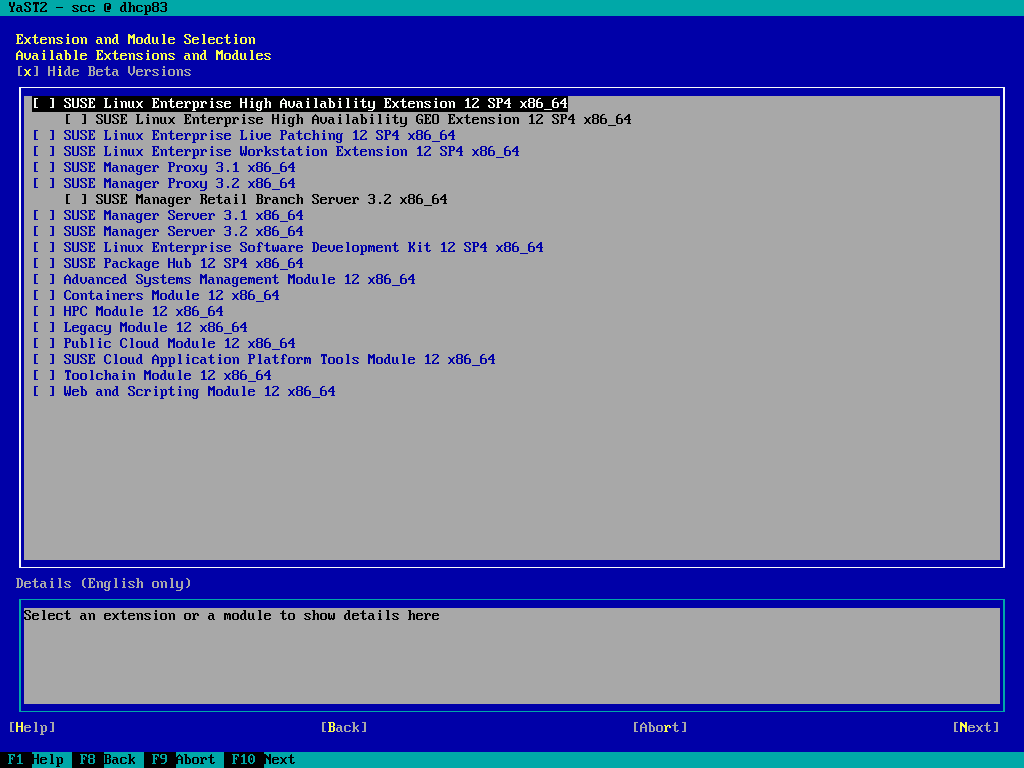 YaST2 - scc @ dhcp83
Extension and Module Selection
Available Extensions and Modules
[x] Hide Beta Versions
[ ] SUSE Linux Enterprise High Availability Extension 12 SP4 x86_64
[ ] SUSE Linux Enterprise High Availability GEO Extension 12 SP4 x86_64
[ ] SUSE Linux Enterprise Live Patching 12 SP4 x86_64
[ ] SUSE Linux Enterprise Workstation Extension 12 SP4 x86_64
[ ] SUSE Manager Proxy 3.1 x86_64
[ ] SUSE Manager Proxy 3.2 x86_64
[ ] SUSE Manager Retail Branch Server 3.2 x86_64
[ ] SUSE Manager Server 3.1 x86_64
[ ] SUSE Manager Server 3.2 x86_64
[ ] SUSE Linux Enterprise Software Development Kit 12 SP4 x86_64
[ ] SUSE Package Hub 12 SP4 x86_64
[ ] Advanced Systems Management Module 12 x86_64
[ ] Containers Module 12 x86_64
[ ] HPC Module 12 x86_64
[ ] Legacy Module 12 x86_64
[ ] Public Cloud Module 12 x86_64
[ ] SUSE Cloud Application Platform Tools Module 12 x86_64
[ ] Toolchain Module 12 x86_64
[ ] Web and Scripting Module 12 x86_64
Details (English only)
Select an extension or a module to show details here
[Help] [Back] [Abort] [Next]
F1 Help F8 Back F9 Abort F10 Next